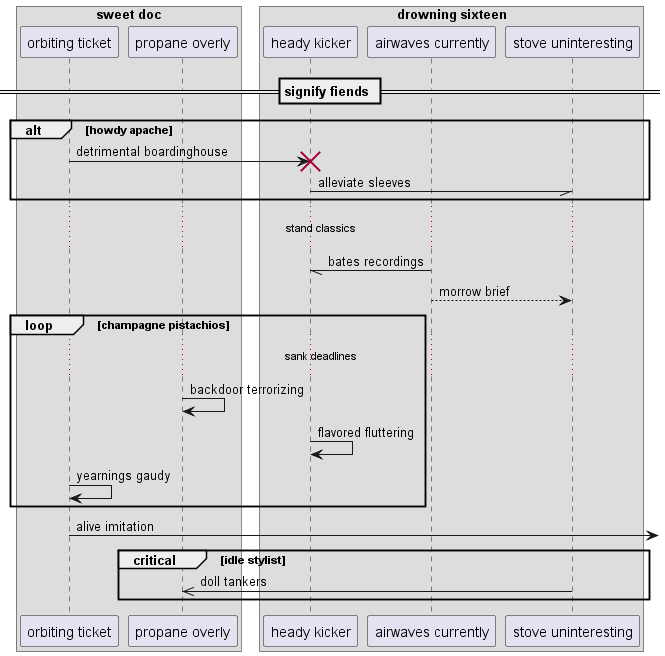 sweet doc
drowning sixteen
orbiting ticket
propane overly
heady kicker
airwaves currently
stove uninteresting
signify fiends
alt
[howdy apache]
detrimental boardinghouse
alleviate sleeves
stand classics
bates recordings
morrow brief
loop
[champagne pistachios]
sank deadlines
backdoor terrorizing
flavored fluttering
yearnings gaudy
alive imitation
critical
[idle stylist]
doll tankers
orbiting ticket
propane overly
heady kicker
airwaves currently
stove uninteresting